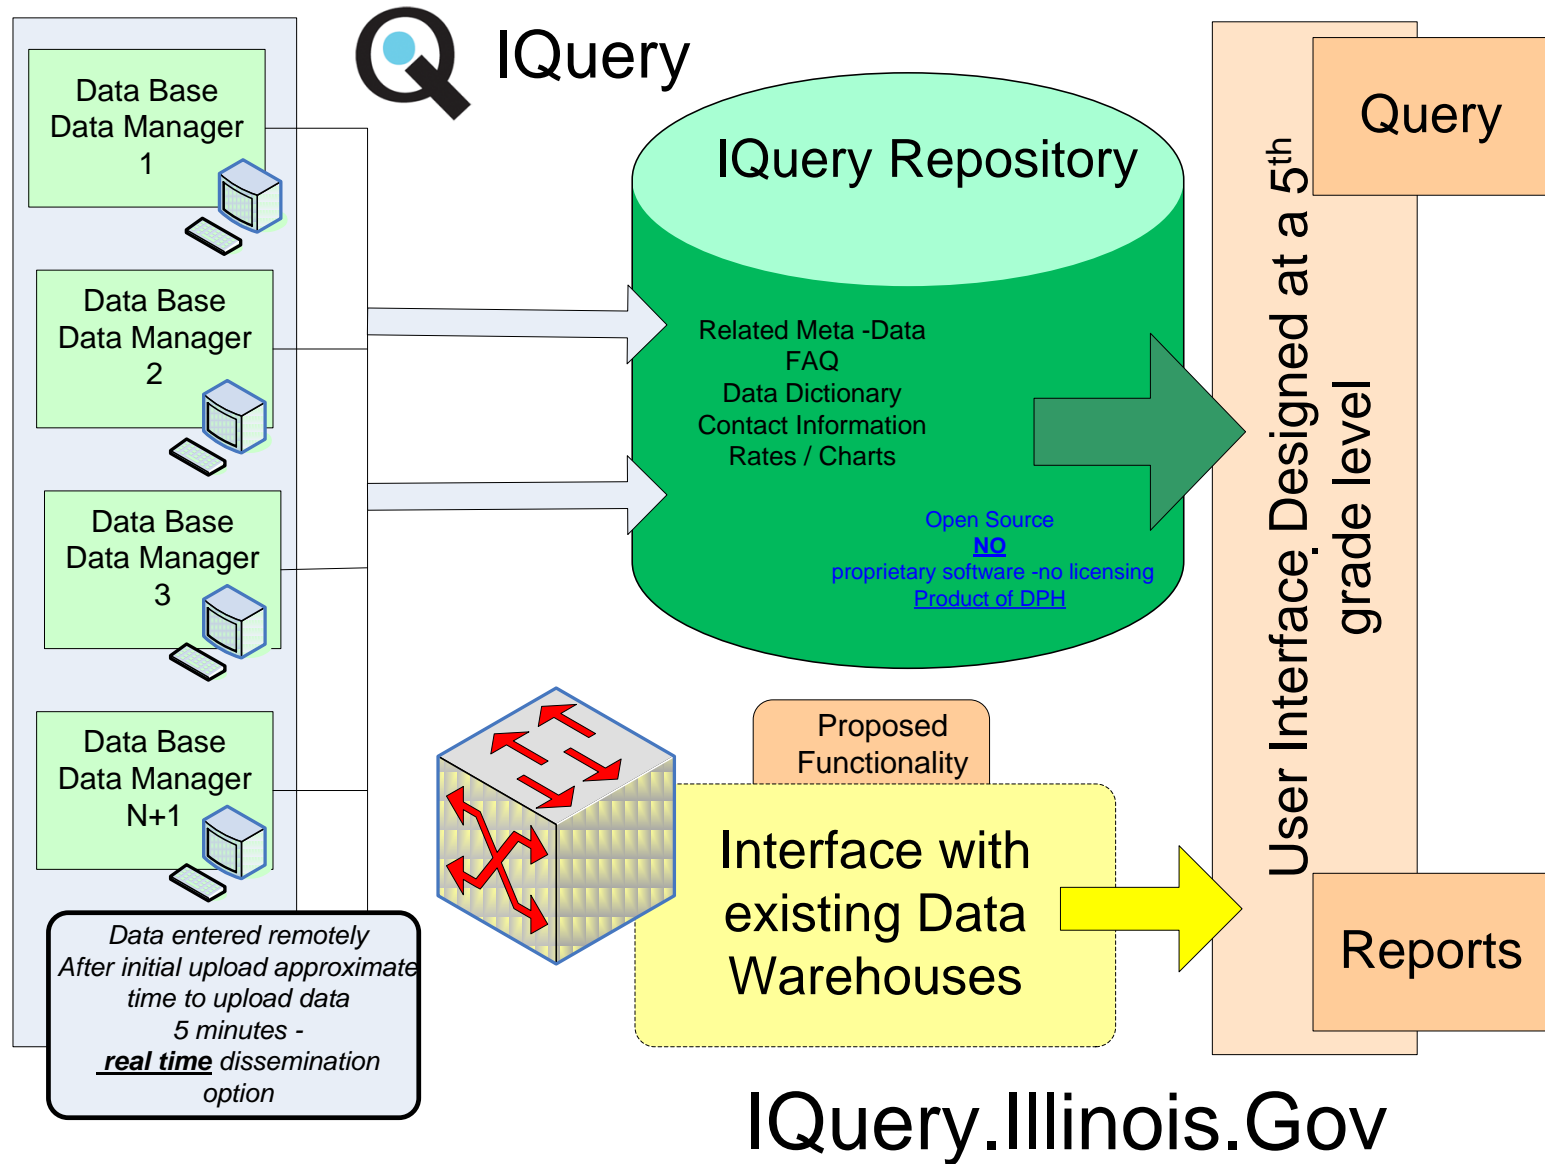 IQuery
Data Base
Data Manager
1
Data Base
Data Manager
2
Data Base
Data Manager
3
Data Base
Data Manager
N+1
Data entered remotely
After initial upload approximate
time to upload data
5 minutes -
real time dissemination
option
IQuery Repository
Related Meta -Data
FAQ
Data Dictionary
Contact Information
Rates / Charts
Open Source
NO
proprietary software -no licensing
Product of DPH
Proposed
Functionality
Interface with
existing Data
Warehouses
User Interface Designed at a 5th
grade level
Query
Reports
IQuery.Illinois.Gov